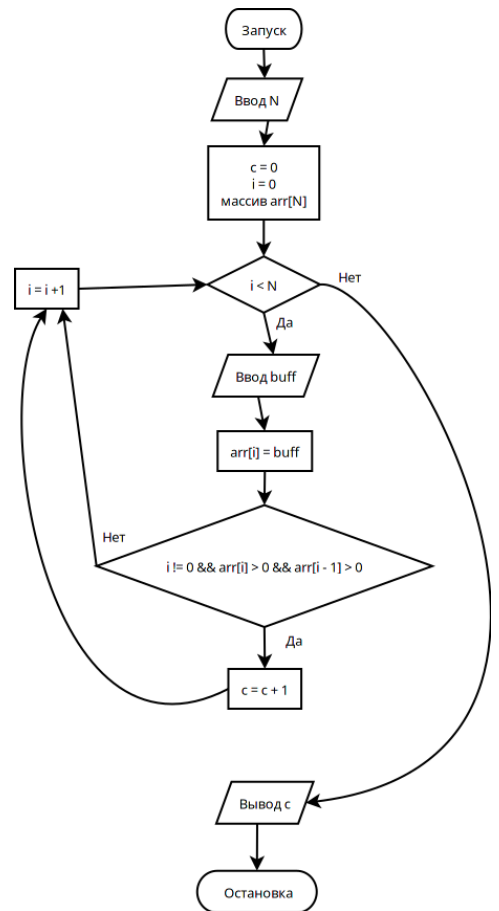 Запуск
Ввод N
c = 0
i = 0
массив arr[N]
i = i +1
i < N
Нет
Да
Ввод buff
arr[i] = buff
Нет
i != 0 && arr[i] > 0 && arr[i - 1] > 0
Да
c = c + 1
Вывод c
Остановка